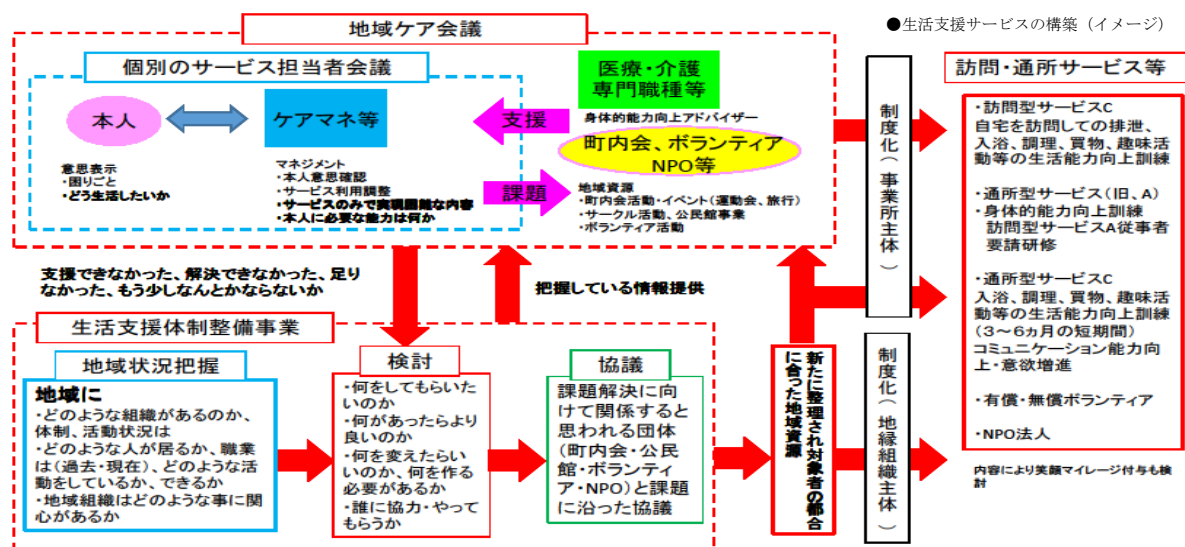 ●生活支援サービスの構築（イメージ）
地域ケア会議
個別のサービス担当者会議
本人
意思表示
・困りごと
・どう生活したいか
ケアマネ等
マネジメント
・本人意思確認
・サービス利用調整
・サービスのみで実現困難な内容
・本人に必要な能力は何か
支援
課題
医療・介護
専門職種等
身体的能力向上アドバイザー
町内会、ボランティア
NPO等
地域資源
・町内会活動・イベント（運動会、旅行）
・サークル活動、公民館事業
・ボランティア活動
支援できなかった、解決できなかった、足り
なかった、もう少しなんとかならないか
把握している情報提供
生活支援体制整備事業
地域状況把握
地域に
・どのような組織があるのか、
体制、活動状況は
・どのような人が居るか、職業
は（過去・現在）、どのような活
動をしているか、できるか
・地域組織はどのような事に関
心があるか
検討
・何をしてもらいた
いのか
・何があったらより
良いのか
・何を変えたらい
いのか、何を作る
必要があるか
・誰に協力・やって
もらうか
協議
課題解決に向
けて関係すると
思われる団体
（町内会・公民
館・ボランティ
ア・NPO）と課題
に沿った協議
新たに整理され対象者の都合
に合った地域資源
制度化（事業所主体）
制度化（地縁組織主体）
訪問・通所サービス等
・訪問型サービスC
自宅を訪問しての排泄、
入浴、調理、買物、趣味活
動等の生活能力向上訓練
・通所型サービス（旧、A）
・身体的能力向上訓練
訪問型サービスA従事者
要請研修
・通所型サービスC
入浴、調理、買物、趣味活
動等の生活能力向上訓練
（3～6ヵ月の短期間）
コミュニケーション能力向
上・意欲増進
・有償・無償ボランティア
・NPO法人
内容により笑顔マイレージ付与も検
討